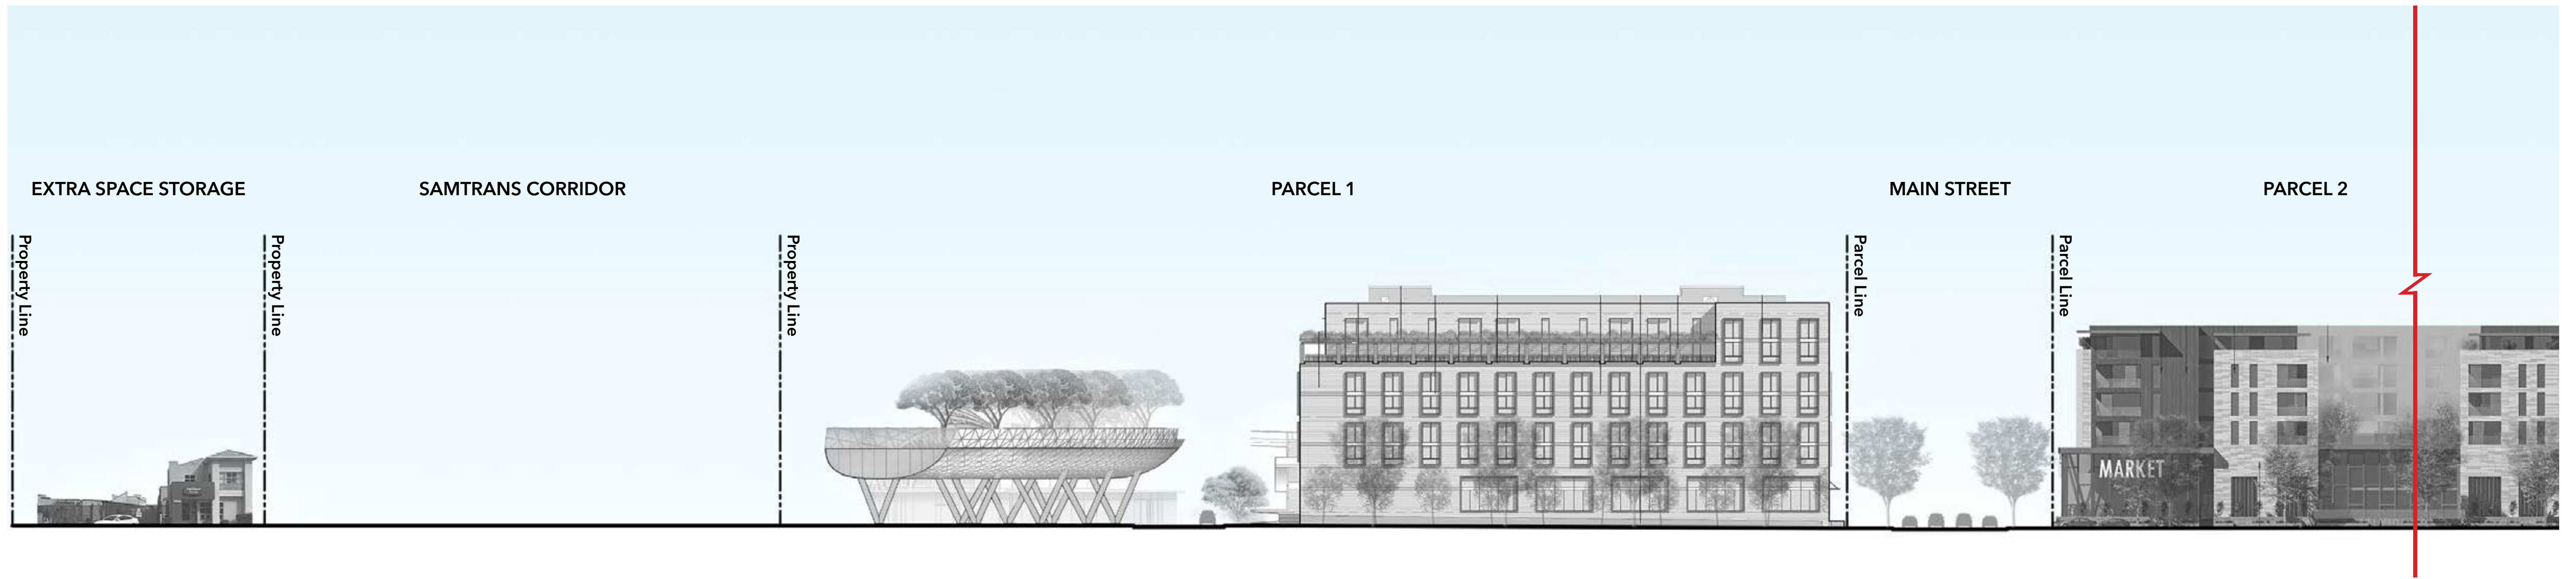 EXTRA SPACE STORAGE
SAMTRANS CORRIDOR
PARCEL 1
MAIN STREET
PARCEL 2
Property Line
Property Line
Property Line
Parcel Line
Parcel Line
MARKET